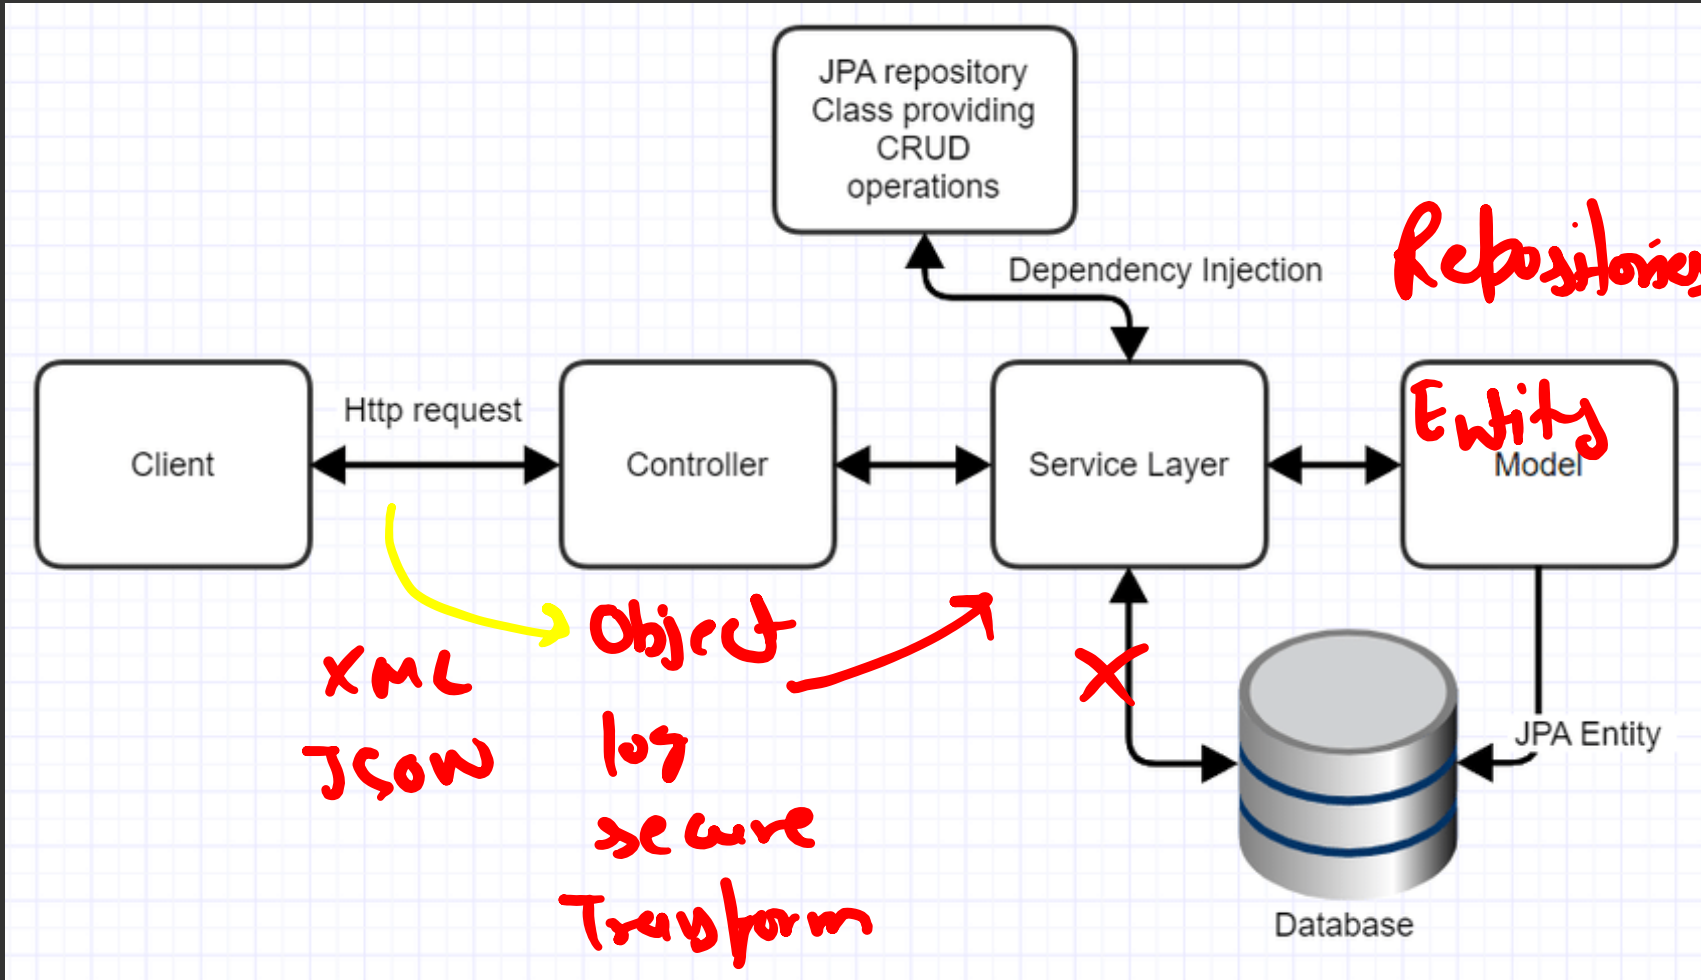 JPA repository
Class providing
CRUD
operations
Dependency Injection
Repositories
Client
Http request
Controller
Service Layer
Entity
Model
XML
JSON
Object
log
secure
Transform
JPA Entity
Database